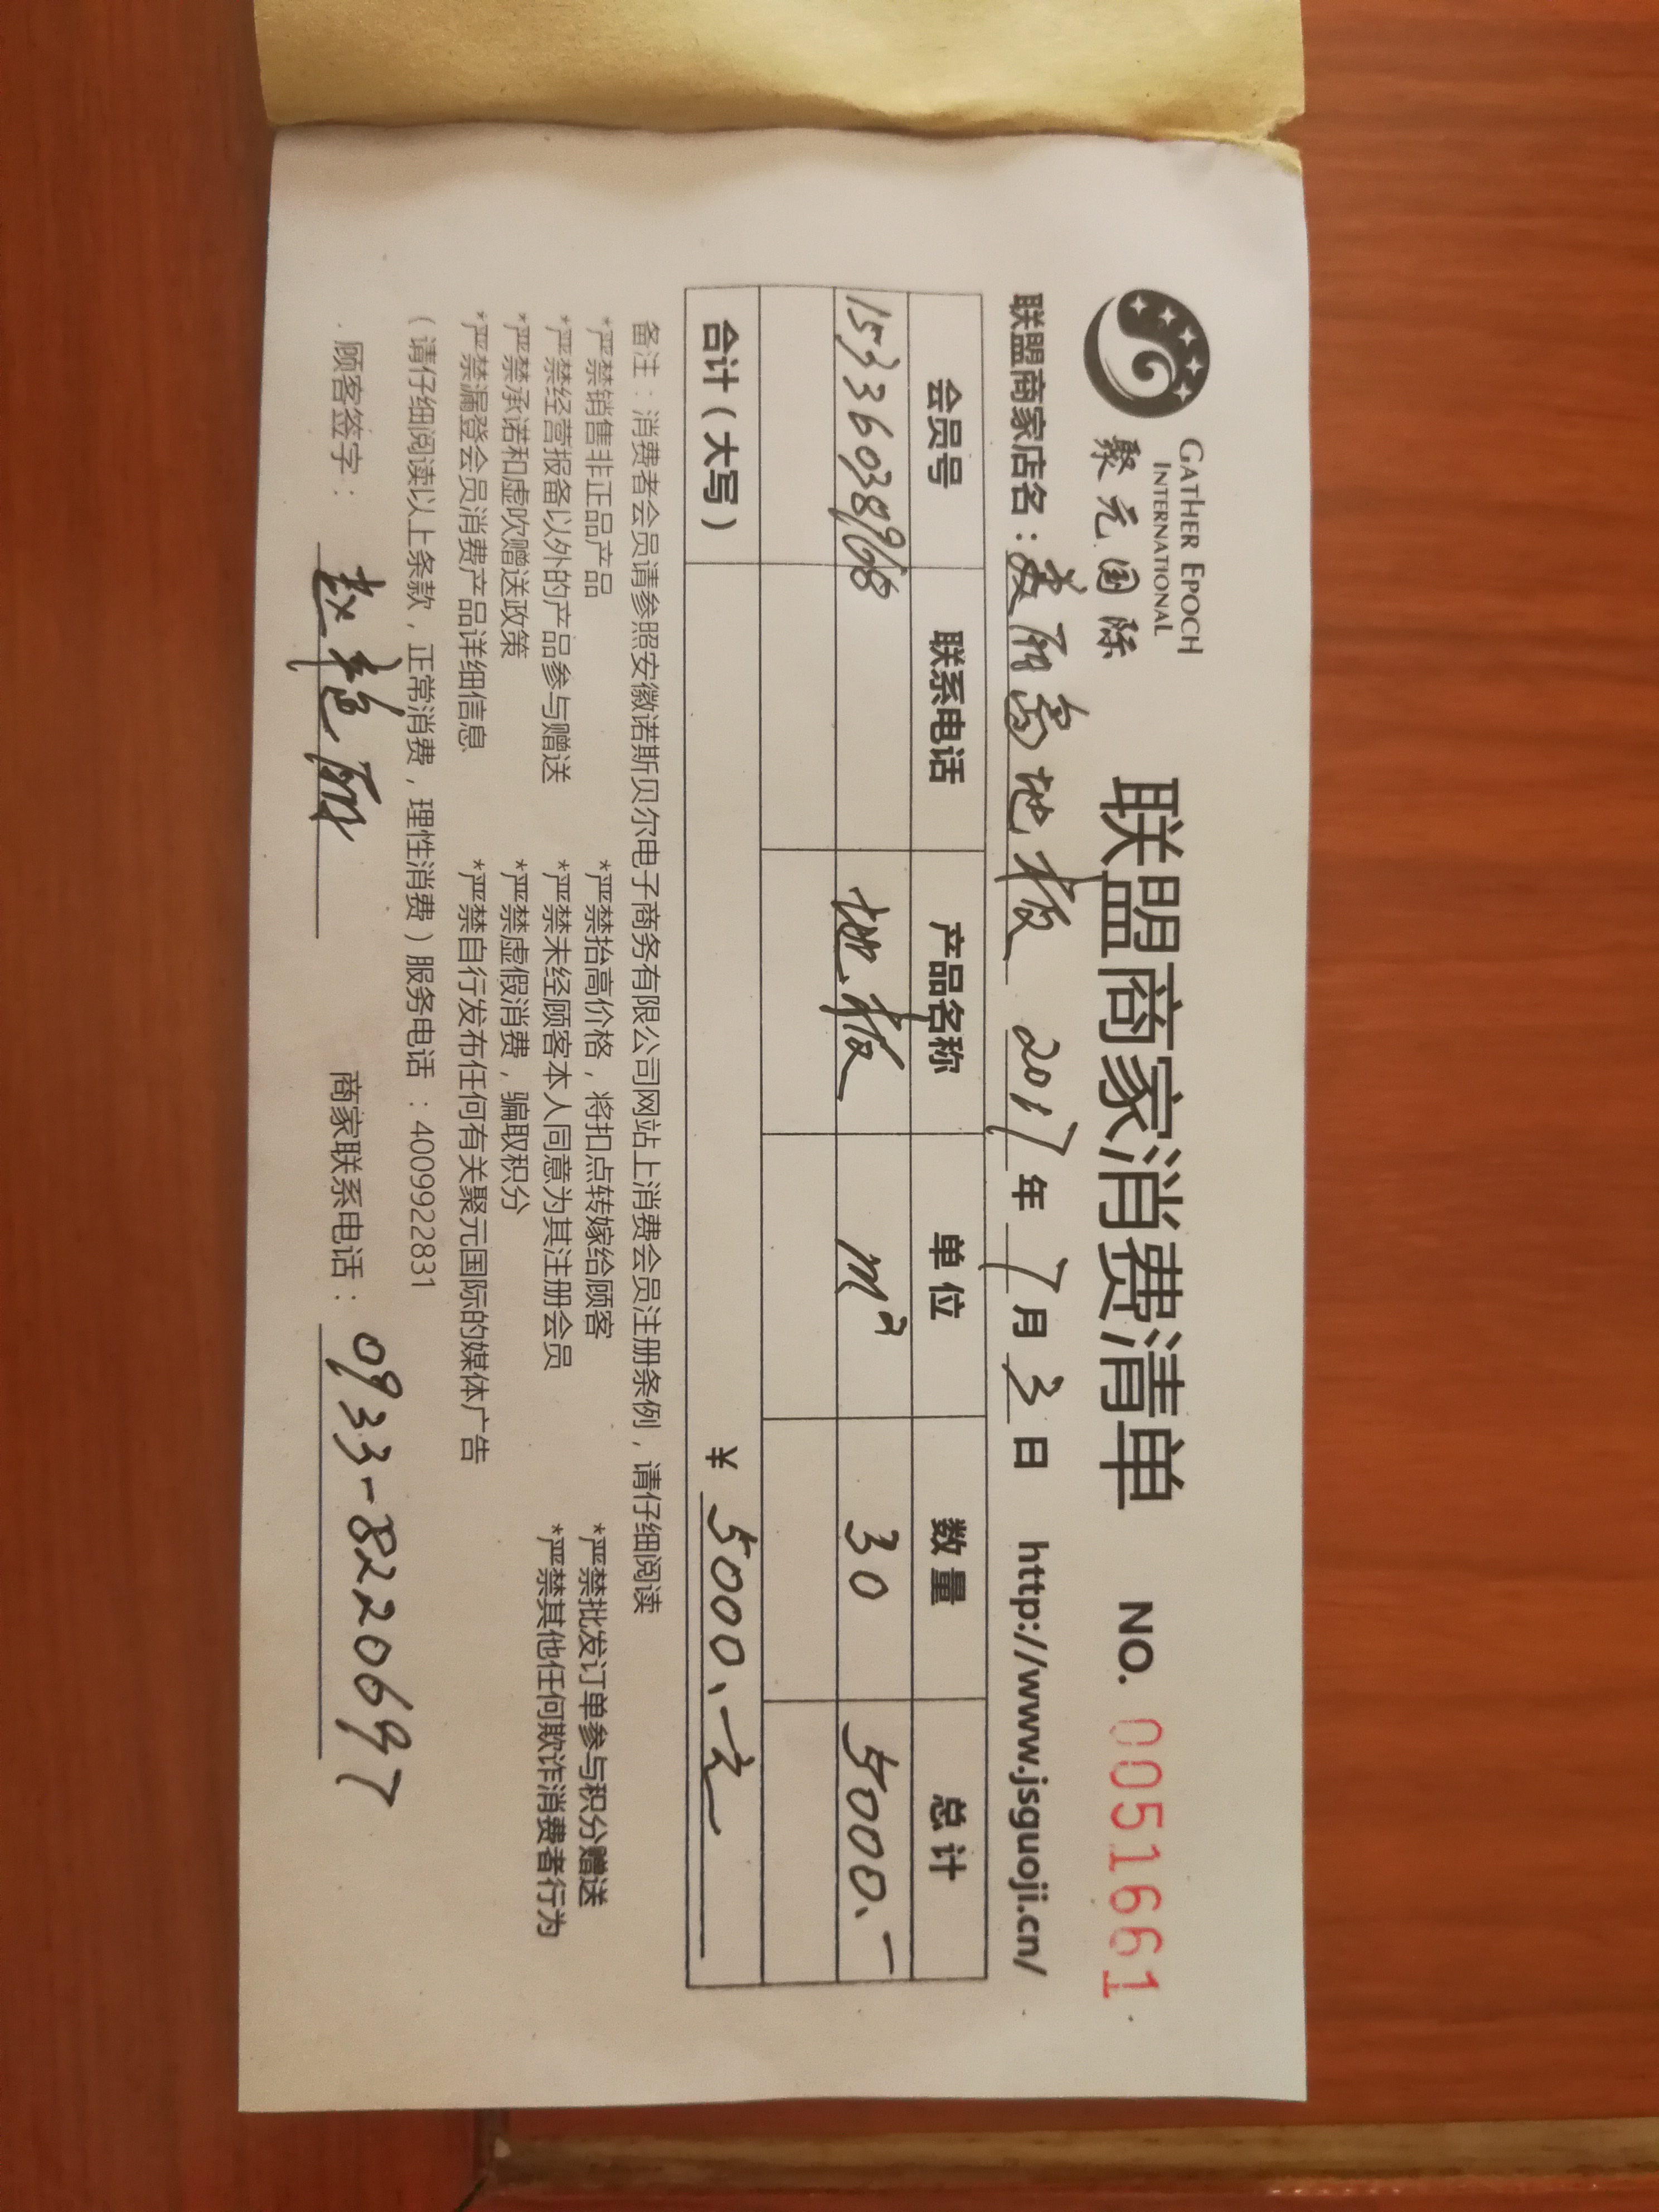 GATHER EPOCH
INTERNATIONAL
聚元国际
联盟商家消费清单 NO. 0051661
联盟商家店名：美丽岛地板 2017年7月3日 http://www.jsguoji.cn/
会员号 联系电话 产品名称 单位 数量 总计
地板 m² 30 5000.-
合计（大写） ¥ 5000.-元
备注：消费者会员请参照安徽诺斯贝尔电子商务有限公司网站上消费会员注册条例，请仔细阅读
*严禁销售非正品产品 *严禁抬高价格，将扣点转嫁给顾客 *严禁批发订单参与积分赠送
*严禁经营报备以外的产品参与赠送 *严禁未经顾客本人同意为其注册会员 *严禁其他任何欺诈消费者行为
*严禁承诺和虚吹赠送政策 *严禁虚假消费，骗取积分
*严禁漏登会员消费产品详细信息 *严禁自行发布任何有关聚元国际的媒体广告
（请仔细阅读以上条款，正常消费，理性消费）服务电话：4009922831
顾客签字：赵艳丽 商家联系电话：0933-8220697